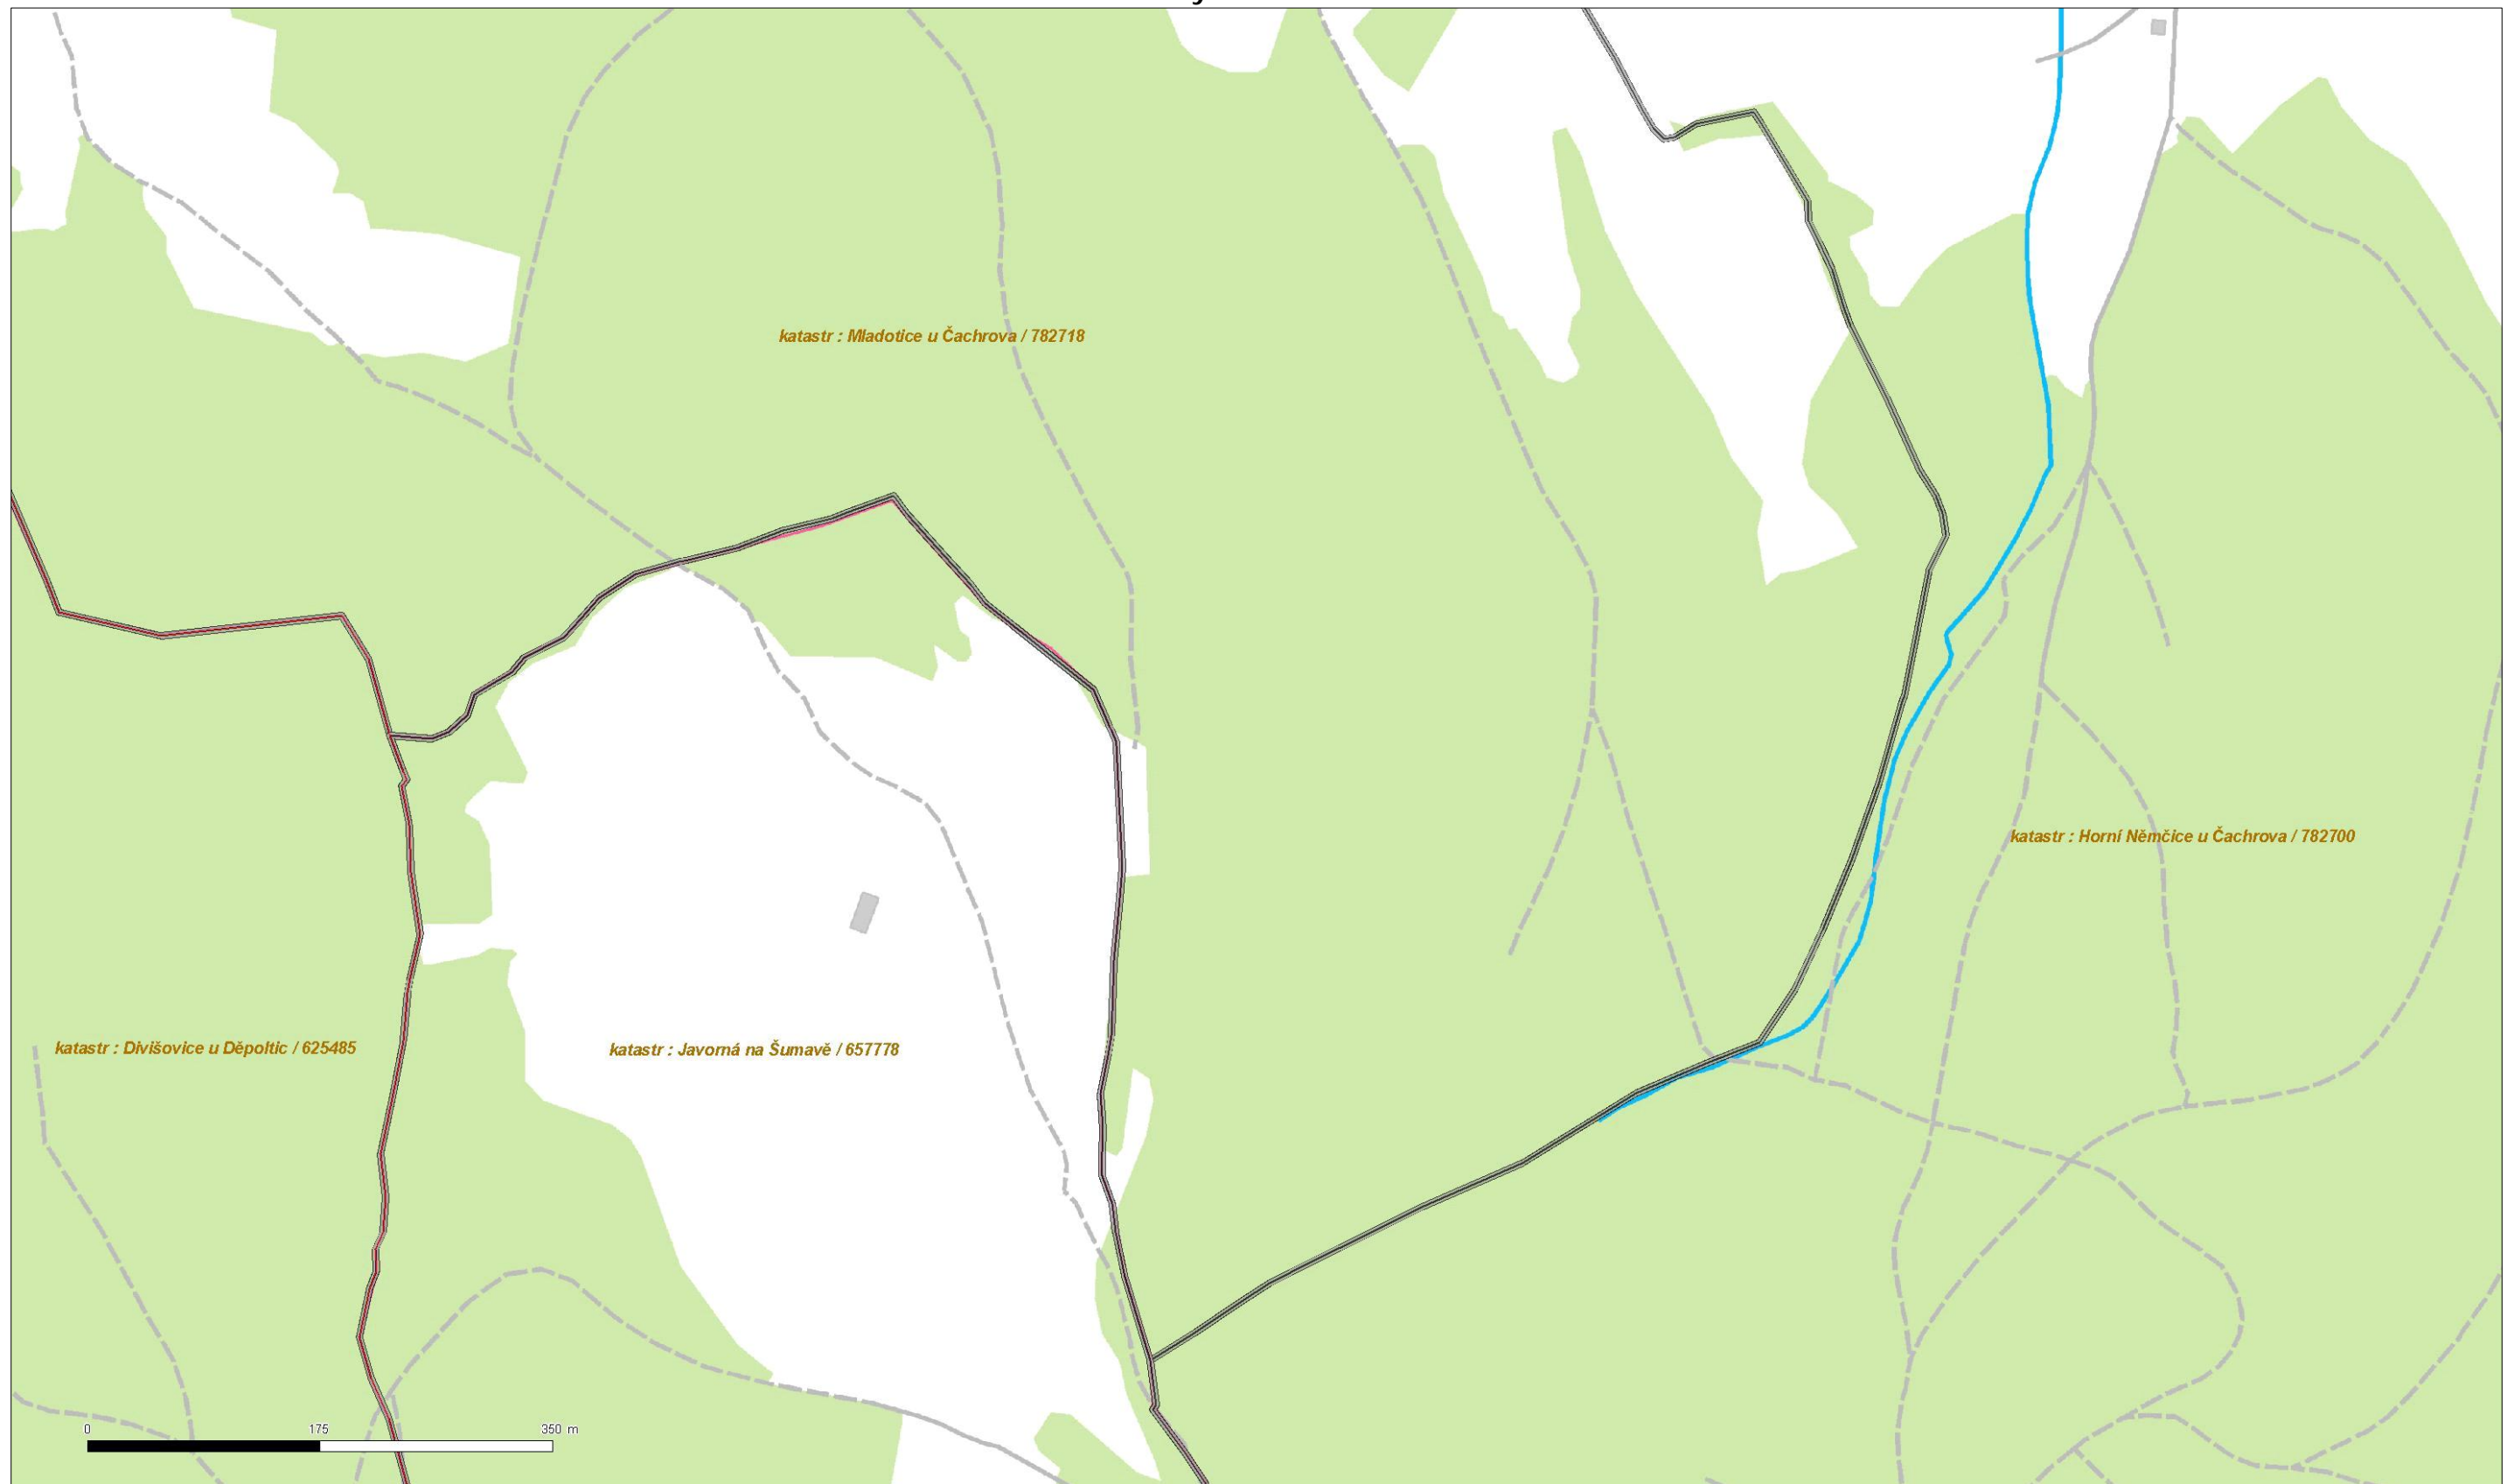 katastr : Mladotice u Čachrova / 782718
katastr : Horní Němčice u Čachrova / 782700
katastr : Divišovice u Děpoltic / 625485
katastr : Javorná na Šumavě / 657778
0 175 350 m